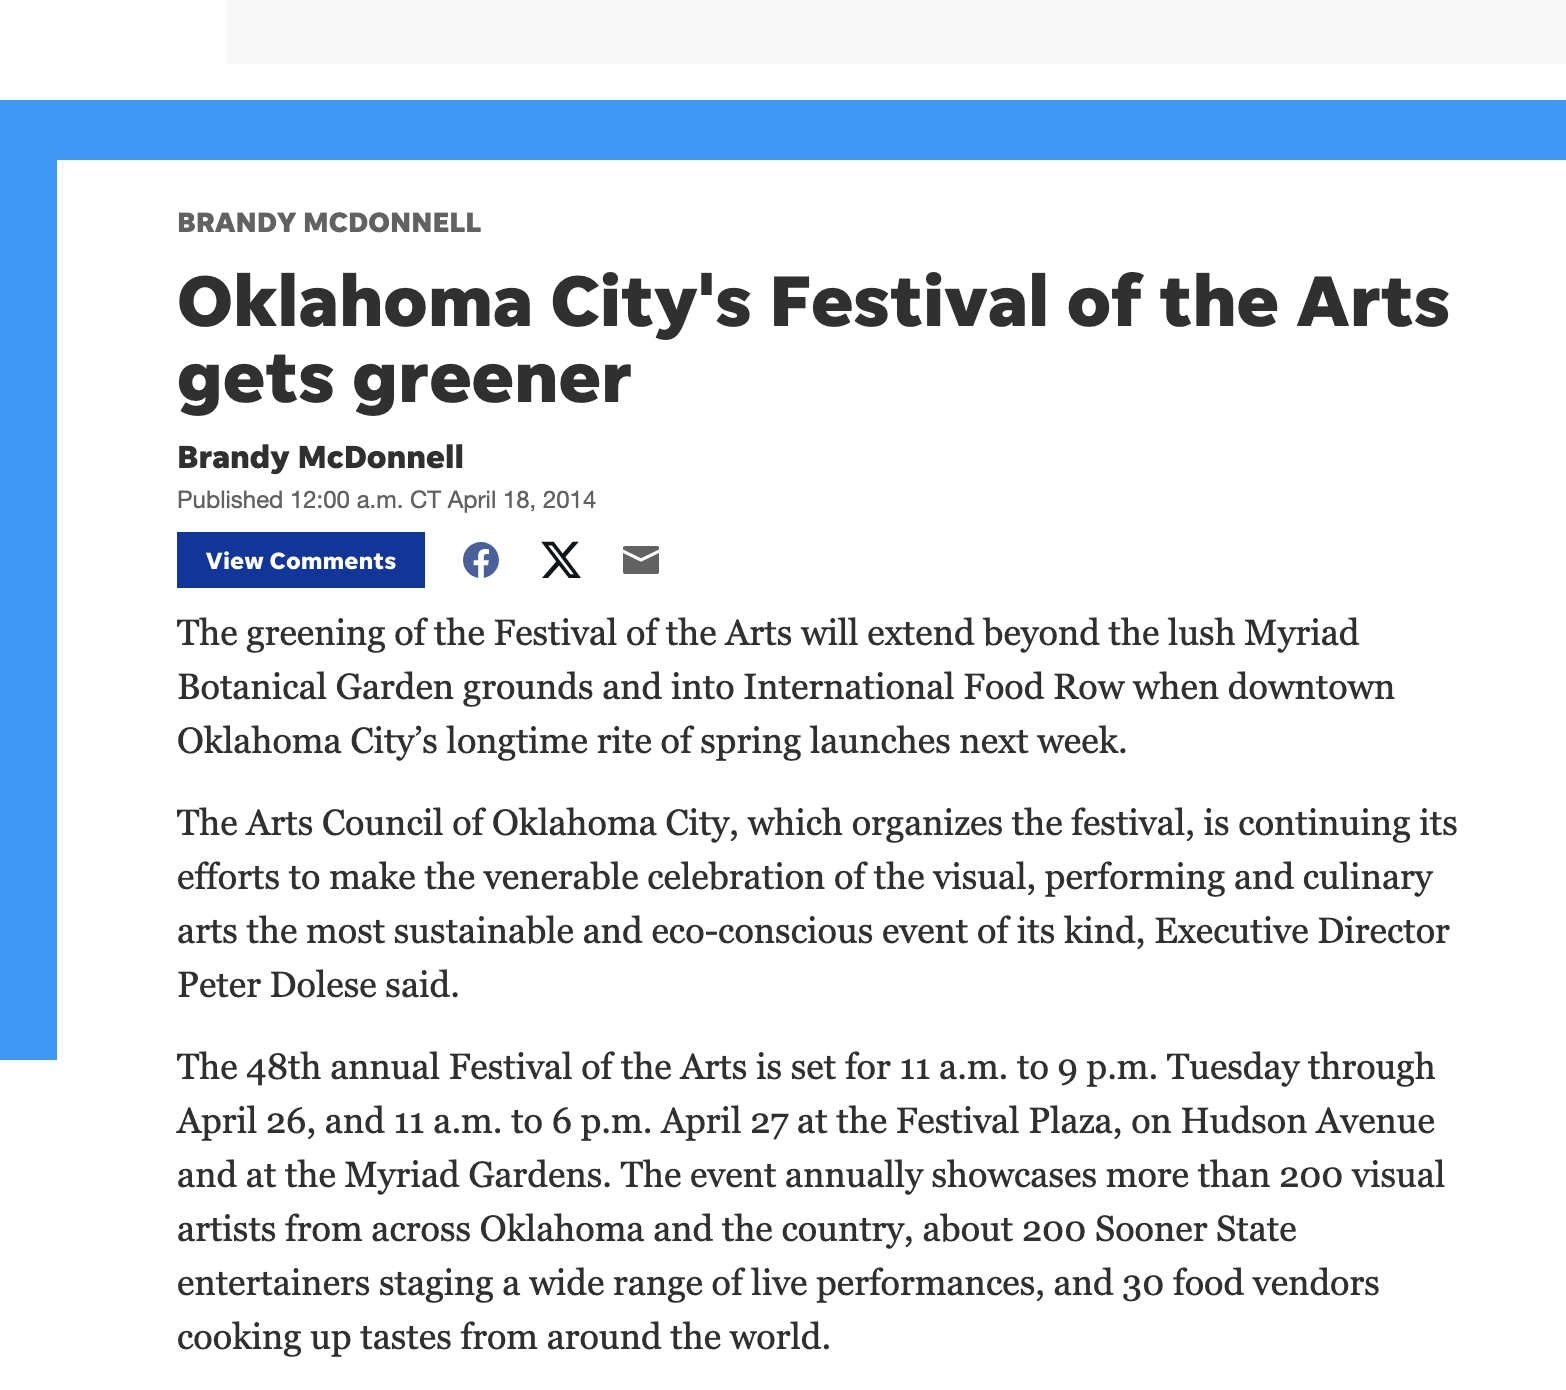 BRANDY MCDONNELL
Oklahoma City's Festival of the Arts
gets greener
Brandy McDonnell
Published 12:00 a.m. CT April 18, 2014
View Comments
The greening of the Festival of the Arts will extend beyond the lush Myriad
Botanical Garden grounds and into International Food Row when downtown
Oklahoma City’s longtime rite of spring launches next week.
The Arts Council of Oklahoma City, which organizes the festival, is continuing its
efforts to make the venerable celebration of the visual, performing and culinary
arts the most sustainable and eco-conscious event of its kind, Executive Director
Peter Dolese said.
The 48th annual Festival of the Arts is set for 11 a.m. to 9 p.m. Tuesday through
April 26, and 11 a.m. to 6 p.m. April 27 at the Festival Plaza, on Hudson Avenue
and at the Myriad Gardens. The event annually showcases more than 200 visual
artists from across Oklahoma and the country, about 200 Sooner State
entertainers staging a wide range of live performances, and 30 food vendors
cooking up tastes from around the world.